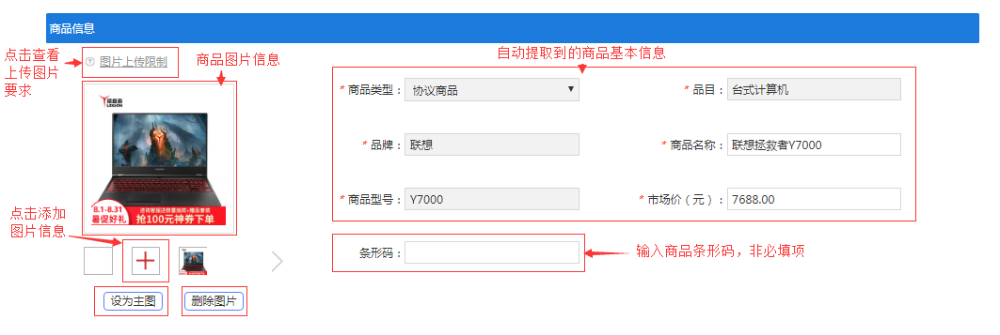 商品信息
点击查看
上传图片
要求
图片上传限制
商品图片信息
自动提取到的商品基本信息
* 商品类型：
协议商品
* 品目：
台式计算机
* 品牌：
联想
* 商品名称：
联想拯救者Y7000
* 商品型号：
Y7000
* 市场价（元）：
7688.00
拯救者
LEGION
8.1-8.31
暑促好礼
抢100元神券下单
点击添加
图片信息
条形码：
输入商品条形码，非必填项
设为主图
删除图片